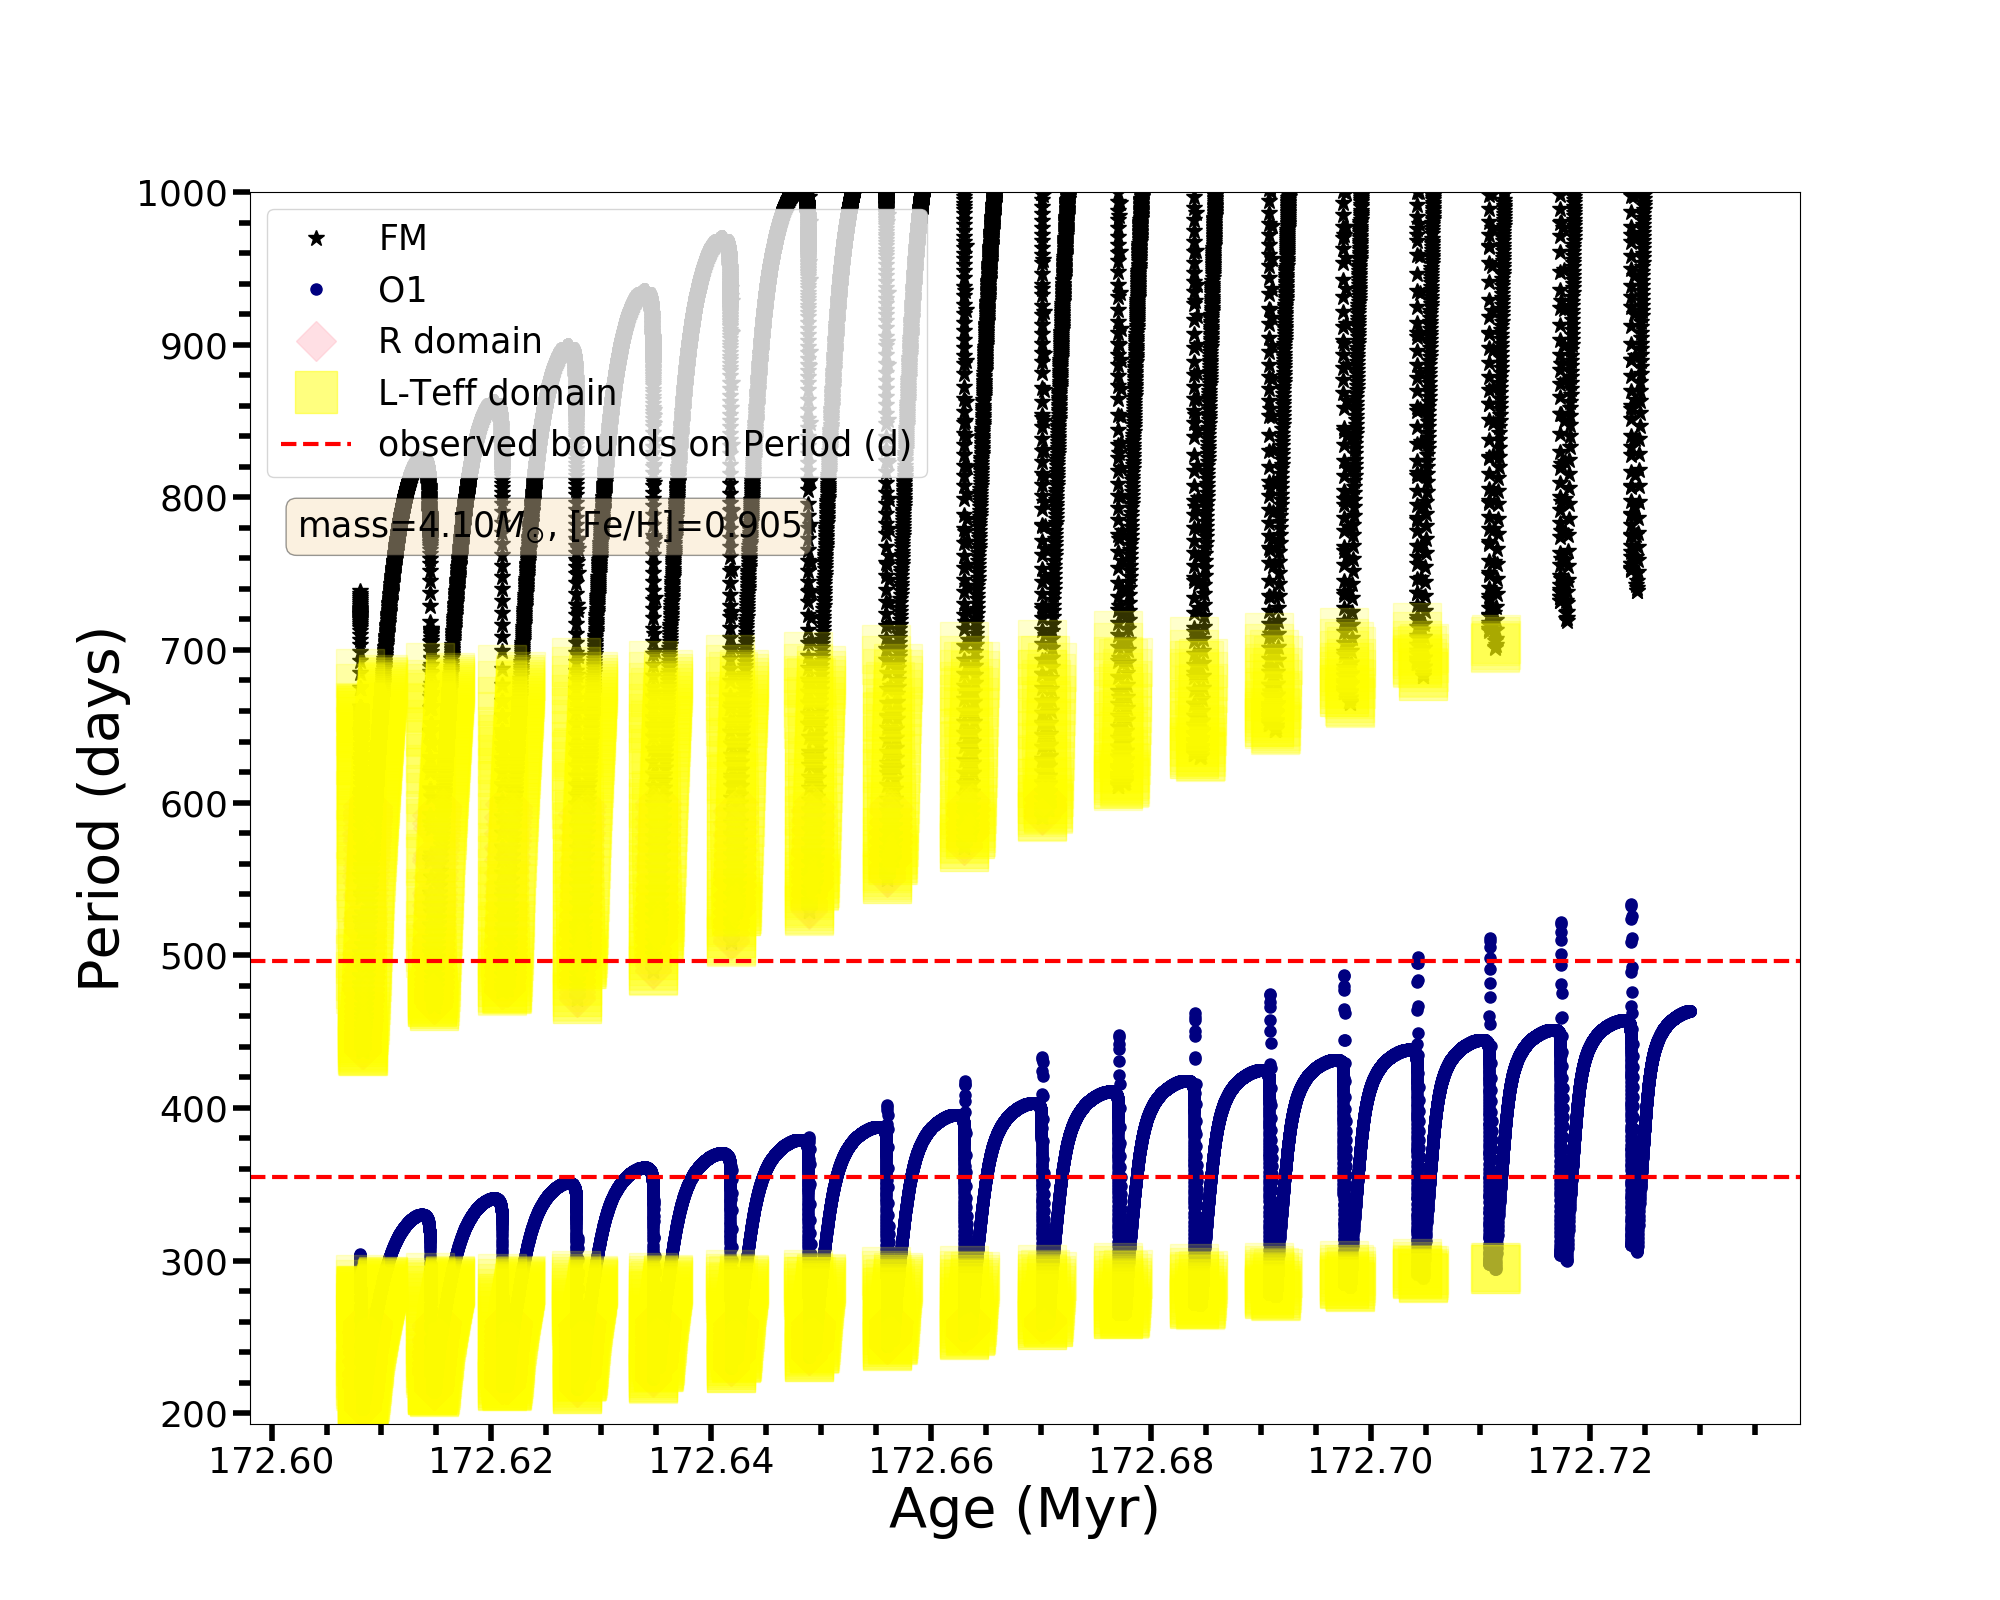 1000
900
800
700
600
500
400
300
200
Period (days)
FM
O1
R domain
L-Teff domain
observed bounds on Period (d)
mass=4.10M⊙, [Fe/H]=0.905
172.60 172.62 172.64 172.66 172.68 172.70 172.72
Age (Myr)